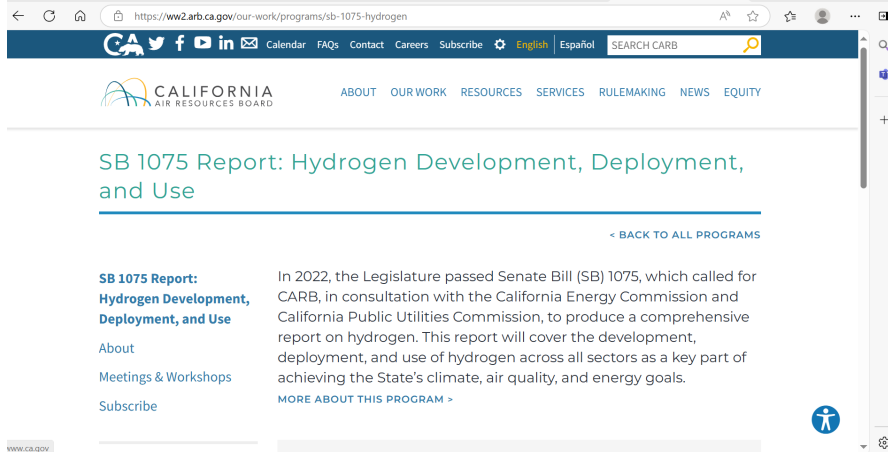 https://ww2.arb.ca.gov/our-work/programs/sb-1075-hydrogen
CA Calendar FAQs Contact Careers Subscribe English Español SEARCH CARB
CALIFORNIA
AIR RESOURCES BOARD
ABOUT OUR WORK RESOURCES SERVICES RULEMAKING NEWS EQUITY
SB 1075 Report: Hydrogen Development, Deployment,
and Use
< BACK TO ALL PROGRAMS
SB 1075 Report:
Hydrogen Development,
Deployment, and Use
About
Meetings & Workshops
Subscribe
In 2022, the Legislature passed Senate Bill (SB) 1075, which called for
CARB, in consultation with the California Energy Commission and
California Public Utilities Commission, to produce a comprehensive
report on hydrogen. This report will cover the development,
deployment, and use of hydrogen across all sectors as a key part of
achieving the State's climate, air quality, and energy goals.
MORE ABOUT THIS PROGRAM >
www.ca.gov